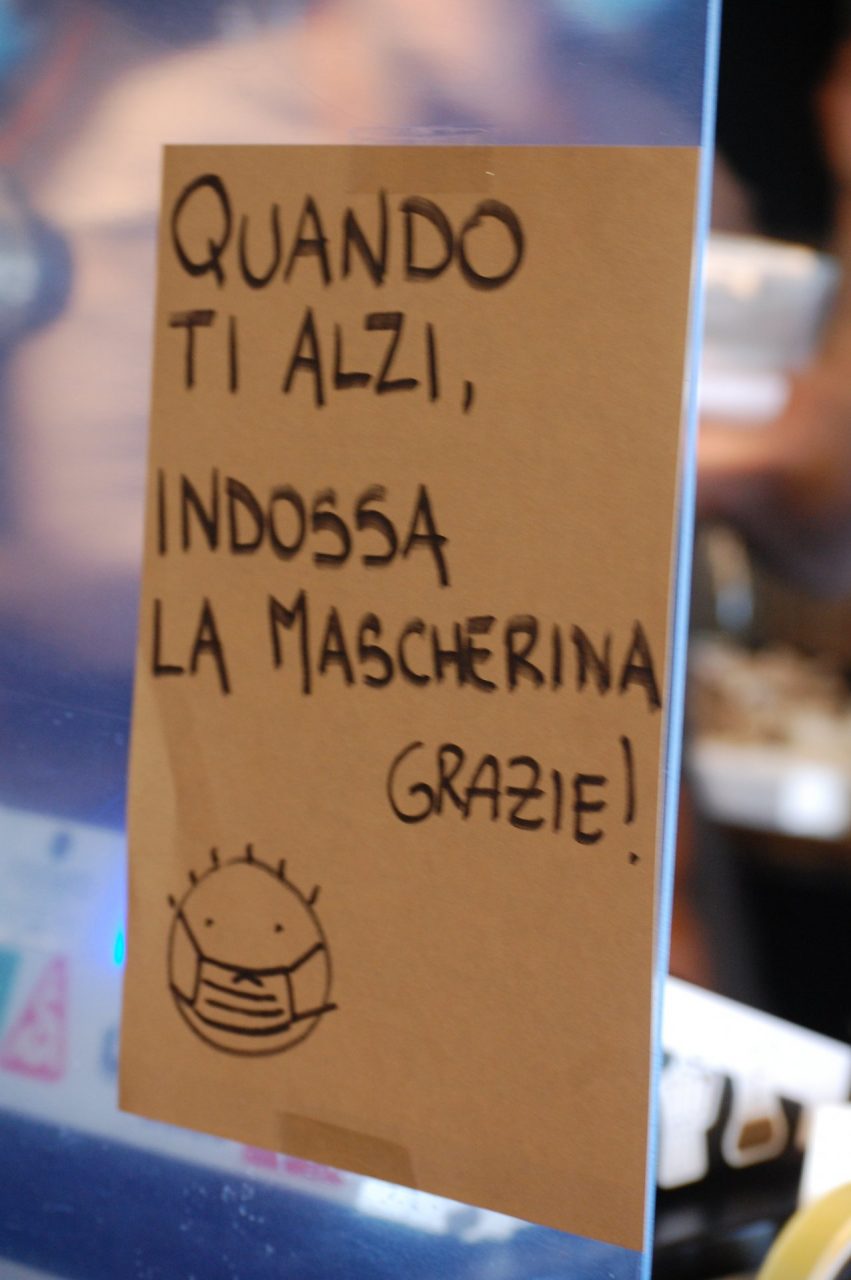 QUANDO
TI ALZI,
INDOSSA
LA MASCHERINA
GRAZIE!